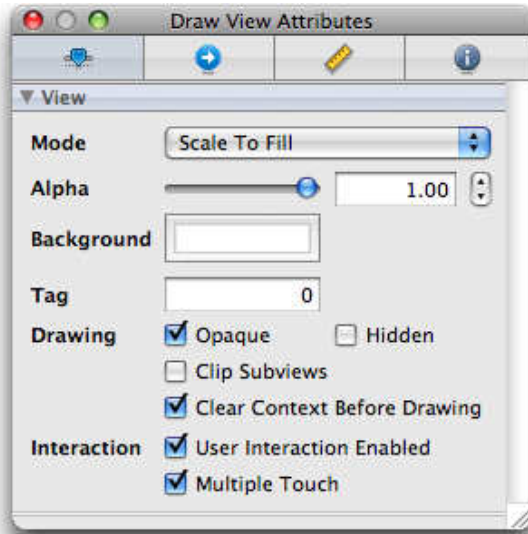 Draw View Attributes
View
Mode Scale To Fill
Alpha 1.00
Background
Tag 0
Drawing Opaque Hidden
Clip Subviews
Clear Context Before Drawing
Interaction User Interaction Enabled
Multiple Touch